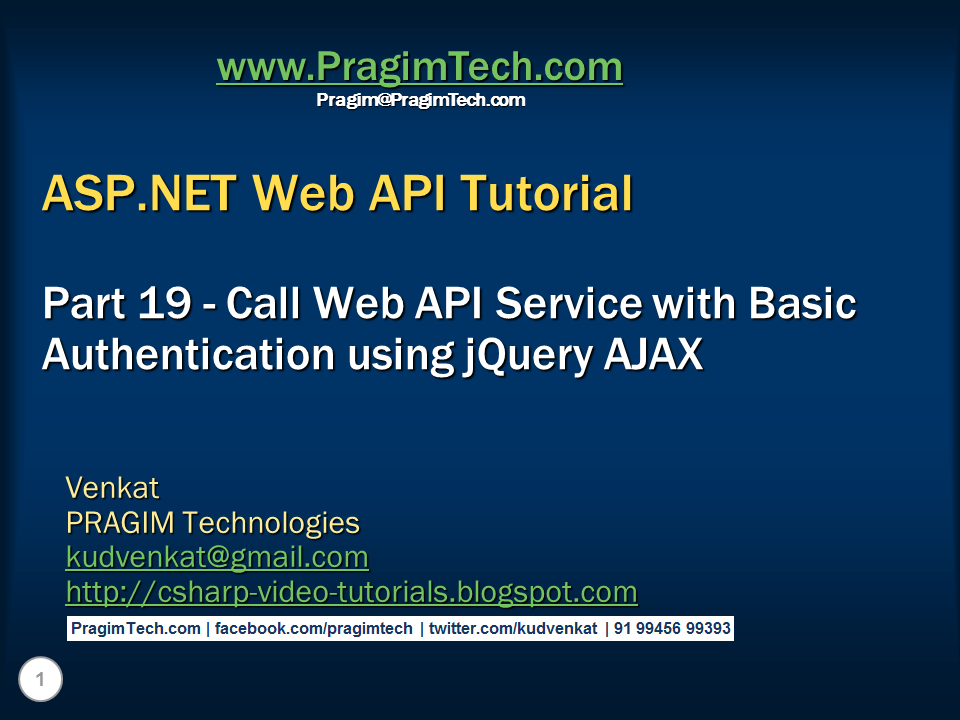 www.PragimTech.com
Pragim@PragimTech.com
ASP.NET Web API Tutorial
Part 19 - Call Web API Service with Basic
Authentication using jQuery AJAX
Venkat
PRAGIM Technologies
kudvenkat@gmail.com
http://csharp-video-tutorials.blogspot.com
PragimTech.com | facebook.com/pragimtech | twitter.com/kudvenkat | 91 99456 99393
1